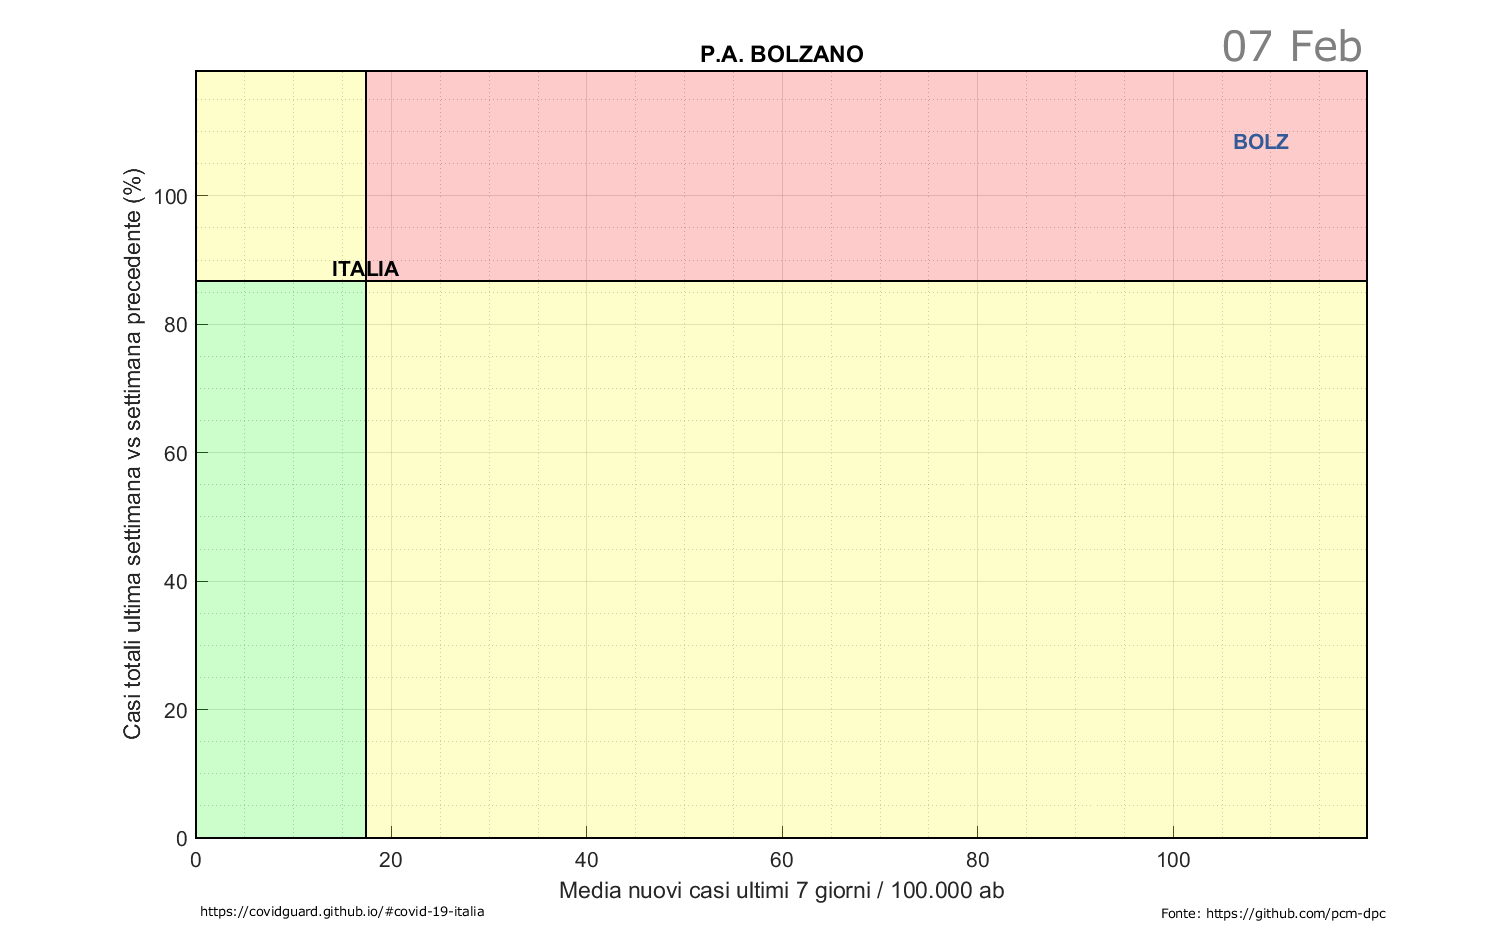 07 Feb
P.A. BOLZANO
BOLZ
ITALIA
Casi totali ultima settimana vs settimana precedente (%)
100
80
60
40
20
0
0 20 40 60 80 100
Media nuovi casi ultimi 7 giorni / 100.000 ab
https://covidguard.github.io/#covid-19-italia
Fonte: https://github.com/pcm-dpc